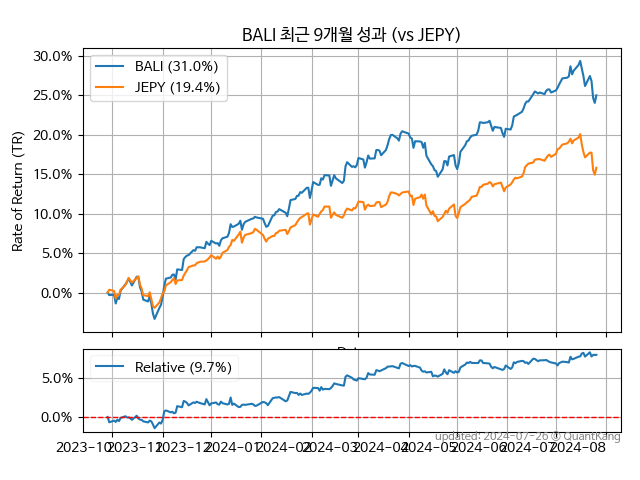 BALI 최근 9개월 성과 (vs JEPY)
Rate of Return (TR)
30.0%
25.0%
20.0%
15.0%
10.0%
5.0%
0.0%
BALI (31.0%)
JEPY (19.4%)
5.0%
0.0%
Relative (9.7%)
updated: 2024-07-26 © QuantKang
2023-10 2023-11 2023-12 2024-01 2024-02 2024-03 2024-04 2024-05 2024-06 2024-07 2024-08